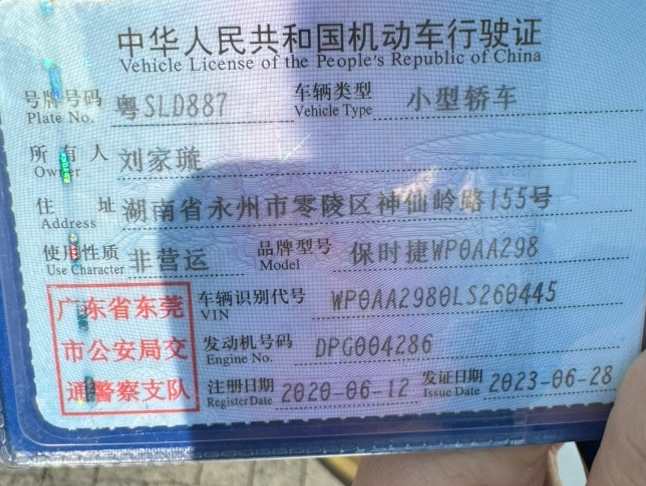 中华人民共和国机动车行驶证
Vehicle License of the People's Republic of China
号牌号码 粤SLD887 车辆类型 小型轿车
Plate No. Vehicle Type
所有人 刘家璇
Owner
住址 湖南省永州市零陵区神仙岭路155号
Address
使用性质 非营运 品牌型号 保时捷WP0AA298
Use Character Model
广东省东莞
市公安局交
通警察支队
车辆识别代号 WP0AA2980LS260445
VIN
发动机号码 DPG004286
Engine No.
注册日期 2020-06-12 发证日期 2023-06-28
Register Date Issue Date